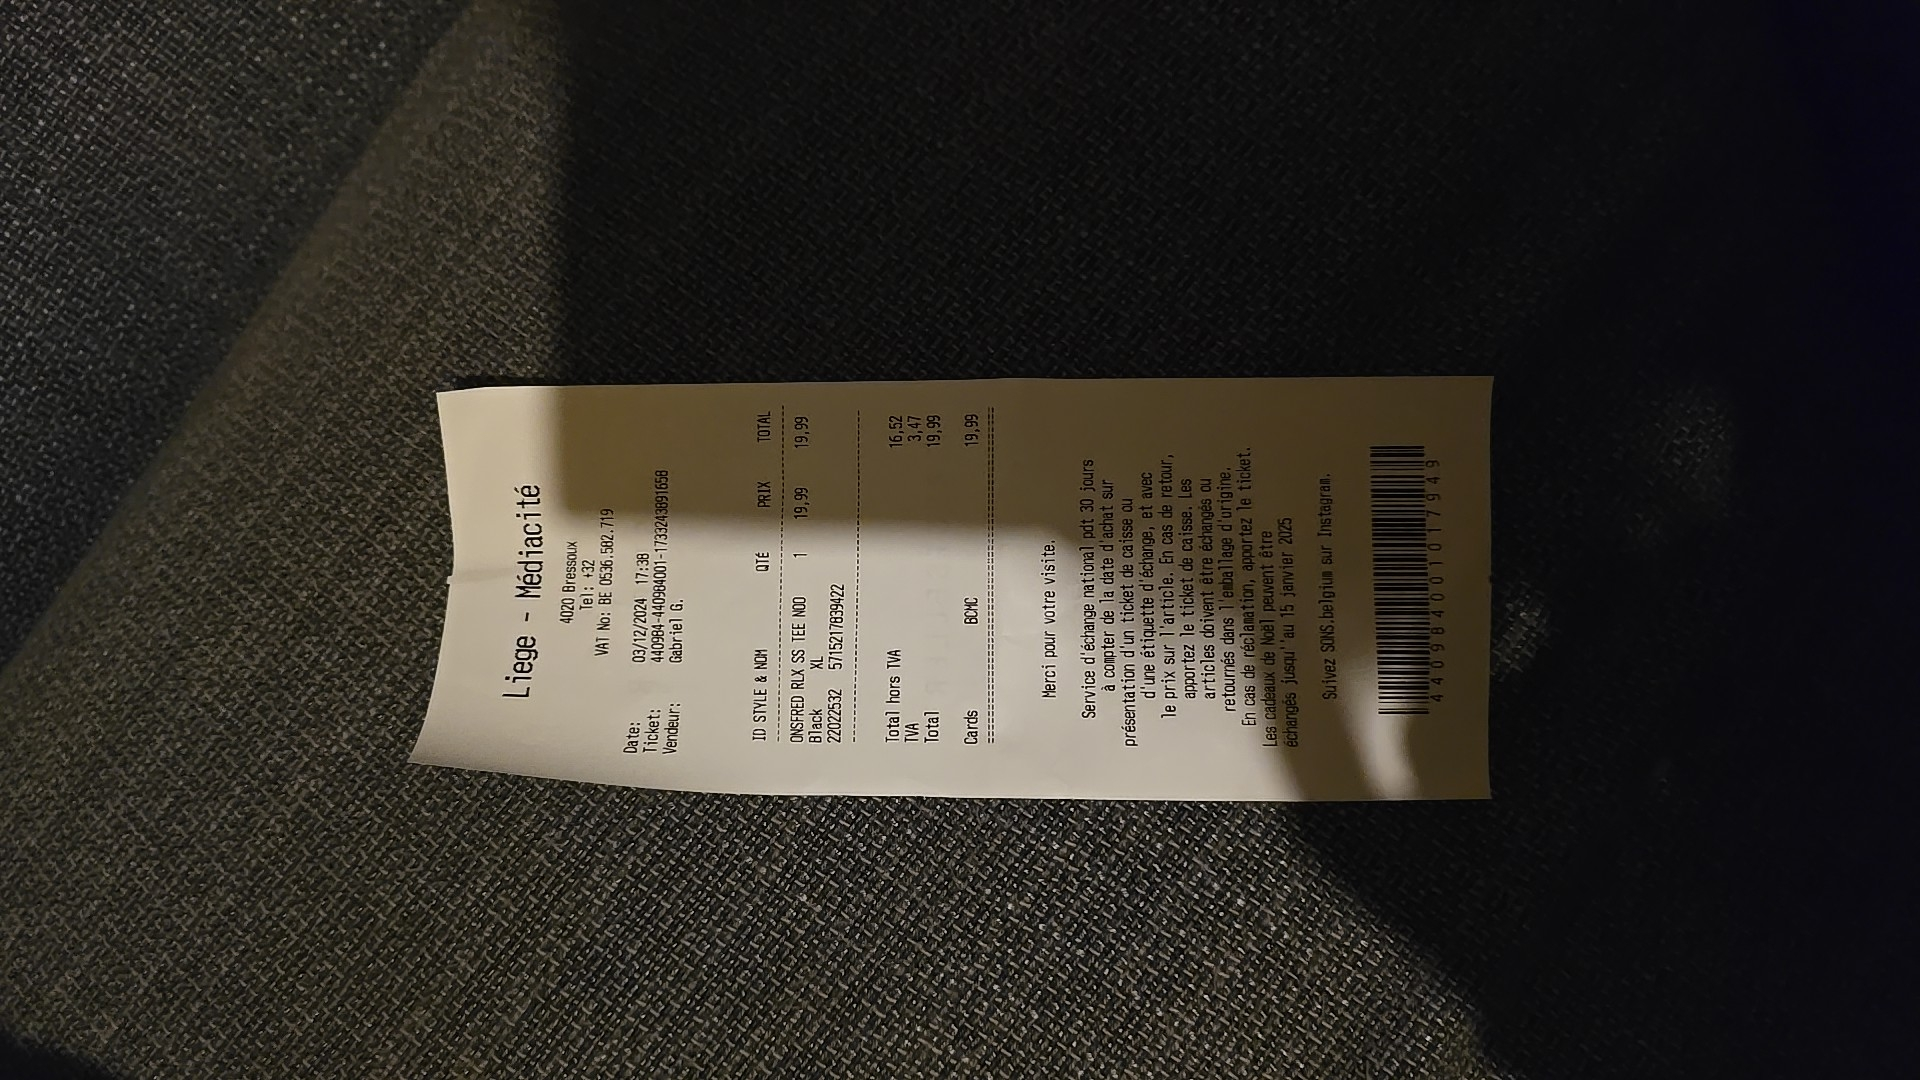 Liege - Médiacité
4020 Bressoux
Tel: +32
VAT No: BE 0536.582.719
Date: 03/12/2024 17:38
Ticket: 440984-440984001-1733243891658
Vendeur: Gabriel G.
ID STYLE & NOM QTÉ PRIX TOTAL
ONSFRED RLX SS TEE NOO 1 19,99 19,99
Black XL
22022532 5715217839422
Total hors TVA 16,52
TVA 3,47
Total 19,99
Cards BCMC 19,99
Merci pour votre visite.
Service d'échange national pdt 30 jours
à compter de la date d'achat sur
présentation d'un ticket de caisse ou
d'une étiquette d'échange, et avec
le prix sur l'article. En cas de retour,
apportez le ticket de caisse. Les
articles doivent être échangés ou
retournés dans l'emballage d'origine.
En cas de réclamation, apportez le ticket.
Les cadeaux de Noël peuvent être
échangés jusqu'au 15 janvier 2025
Suivez SONS.belgium sur Instagram.
44098400101 7949